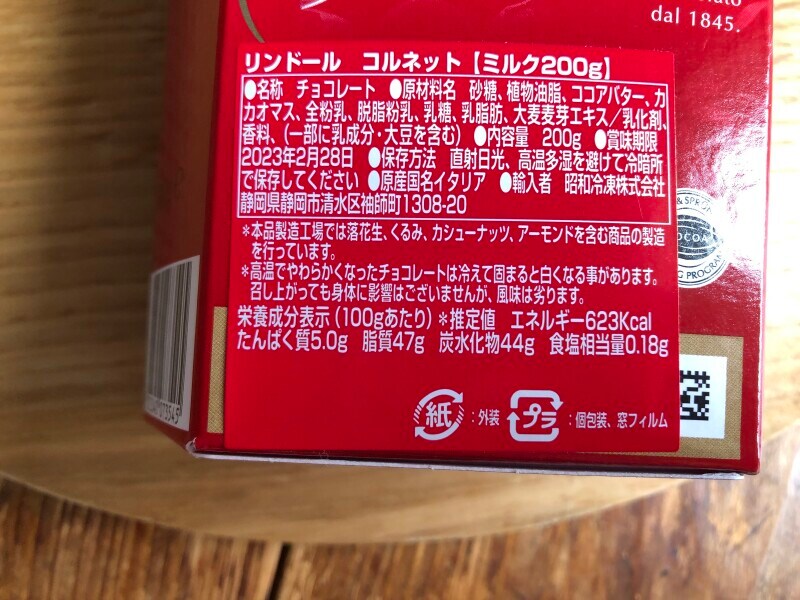 dal 1845.
リンドール コルネット【ミルク200g】
●名称 チョコレート ●原材料名 砂糖、植物油脂、ココアバター、カ
カオマス、全粉乳、脱脂粉乳、乳糖、乳脂肪、大麦麦芽エキス／乳化剤、
香料、(一部に乳成分・大豆を含む) ●内容量 200g ●賞味期限
2023年2月28日 ●保存方法 直射日光、高温多湿を避けて冷暗所
で保存してください ●原産国名イタリア ●輸入者 昭和冷凍株式会社
静岡県静岡市清水区袖師町1308-20
＊本品製造工場では落花生、くるみ、カシューナッツ、アーモンドを含む商品の製造
を行っています。
＊高温でやわらかくなったチョコレートは冷えて固まると白くなる事があります。
召し上がっても身体に影響はございませんが、風味は劣ります。
栄養成分表示(100gあたり)＊推定値 エネルギー623Kcal
たんぱく質5.0g 脂質47g 炭水化物44g 食塩相当量0.18g
紙 :外装 プラ :個包装、窓フィルム